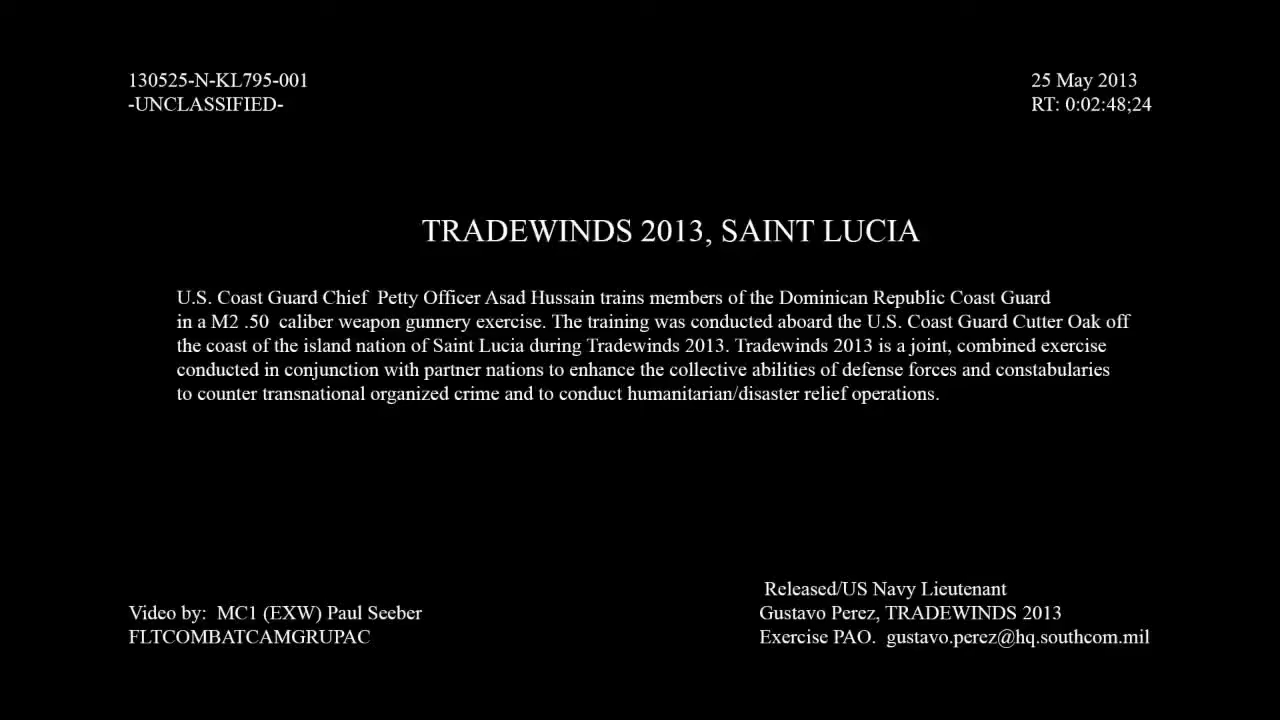 130525-N-KL795-001
-UNCLASSIFIED-
25 May 2013
RT: 0:02:48;24
TRADEWINDS 2013, SAINT LUCIA
U.S. Coast Guard Chief  Petty Officer Asad Hussain trains members of the Dominican Republic Coast Guard
in a M2 .50  caliber weapon gunnery exercise. The training was conducted aboard the U.S. Coast Guard Cutter Oak off
the coast of the island nation of Saint Lucia during Tradewinds 2013. Tradewinds 2013 is a joint, combined exercise
conducted in conjunction with partner nations to enhance the collective abilities of defense forces and constabularies
to counter transnational organized crime and to conduct humanitarian/disaster relief operations.
Video by:  MC1 (EXW) Paul Seeber
FLTCOMBATCAMGRUPAC
Released/US Navy Lieutenant
Gustavo Perez, TRADEWINDS 2013
Exercise PAO.  gustavo.perez@hq.southcom.mil